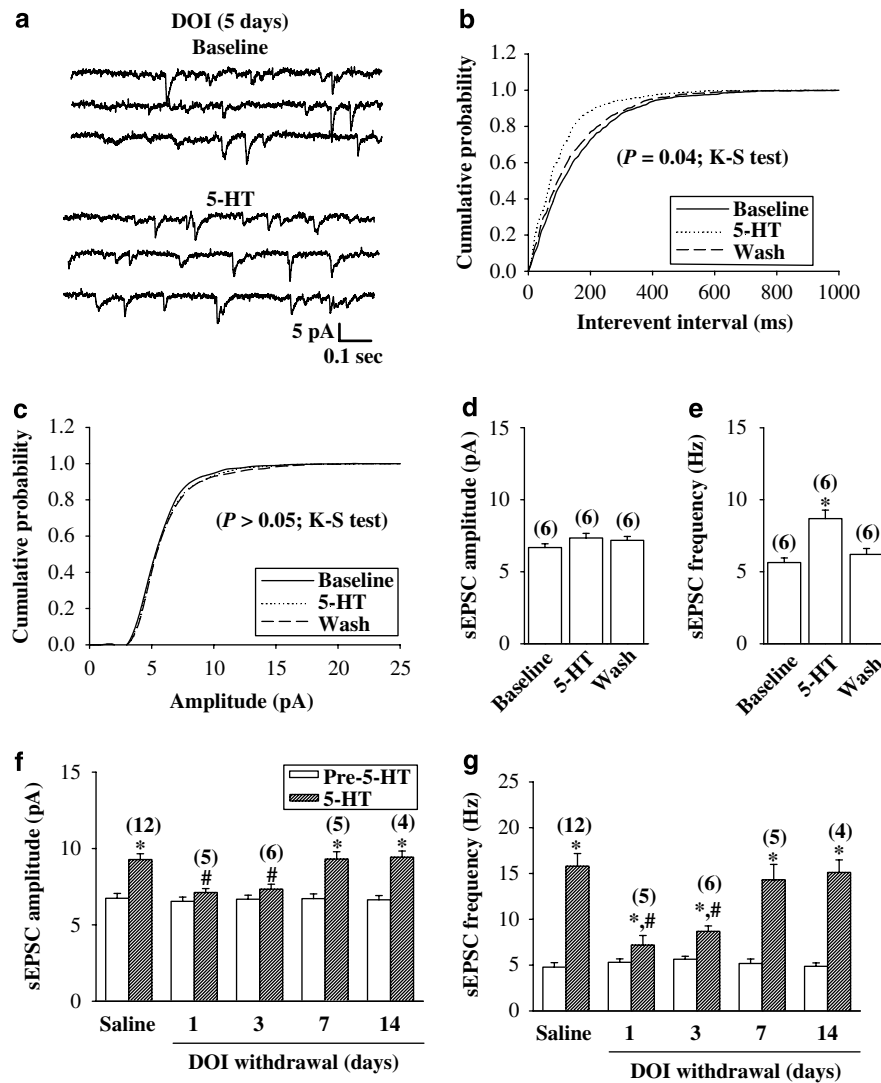 a
DOI (5 days)
Baseline
5-HT
5 pA
0.1 sec
b
Cumulative probability
1.2
1.0
0.8
0.6
0.4
0.2
0.0
(P = 0.04; K-S test)
Baseline
5-HT
Wash
0 200 400 600 800 1000
Interevent interval (ms)
c
Cumulative probability
1.2
1.0
0.8
0.6
0.4
0.2
0.0
(P > 0.05; K-S test)
Baseline
5-HT
Wash
0 5 10 15 20 25
Amplitude (pA)
d
sEPSC amplitude (pA)
15
10
5
0
(6) (6) (6)
Baseline 5-HT Wash
e
sEPSC frequency (Hz)
15
10
5
0
(6) (6) (6)
*
Baseline 5-HT Wash
f
sEPSC amplitude (pA)
15
10
5
0
Pre-5-HT
5-HT
(12) (5) (6) (5) (4)
* # # * *
Saline 1 3 7 14
DOI withdrawal (days)
g
sEPSC frequency (Hz)
25
20
15
10
5
0
(12) (5) (6) (5) (4)
* *,# *,# * *
Saline 1 3 7 14
DOI withdrawal (days)